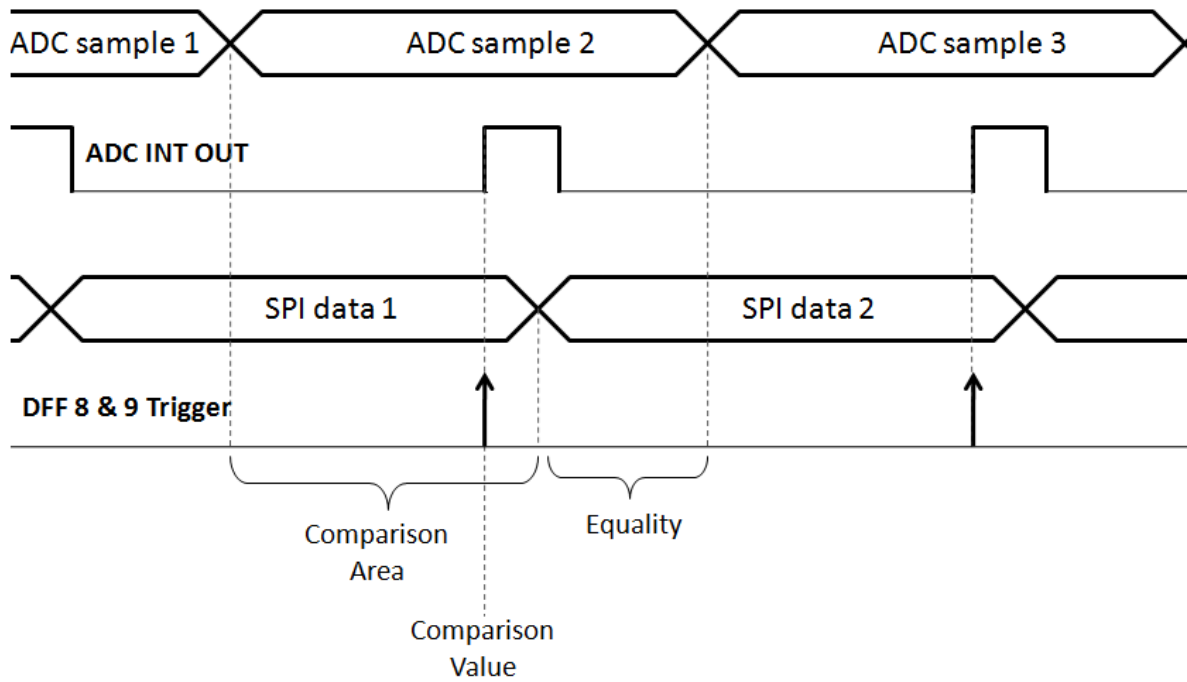 ADC sample 1
ADC sample 2
ADC sample 3
ADC INT OUT
SPI data 1
SPI data 2
DFF 8 & 9 Trigger
Comparison
Area
Equality
Comparison
Value